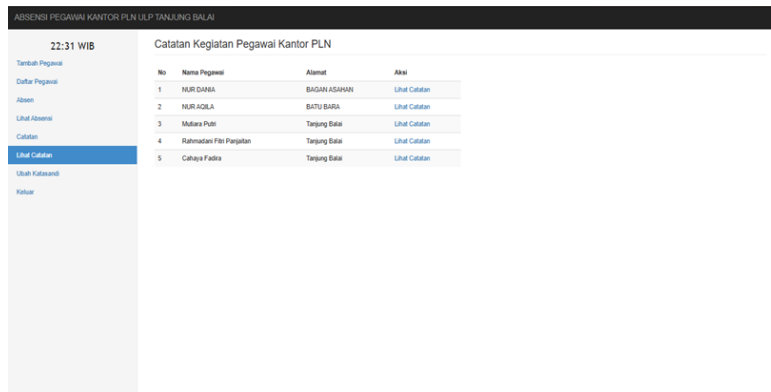 ABSENSI PEGAWAI KANTOR PLN ULP TANJUNG BALAI
22:31 WIB
Tambah Pegawai
Daftar Pegawai
Absen
Lihat Absensi
Catatan
Lihat Catatan
Ubah Katasandi
Keluar
Catatan Kegiatan Pegawai Kantor PLN
No Nama Pegawai Alamat Aksi
1 NUR DANIA BAGAN ASAHAN Lihat Catatan
2 NUR AQILA BATU BARA Lihat Catatan
3 Mutiara Putri Tanjung Balai Lihat Catatan
4 Rahmadani Fitri Panjaitan Tanjung Balai Lihat Catatan
5 Cahaya Fadira Tanjung Balai Lihat Catatan